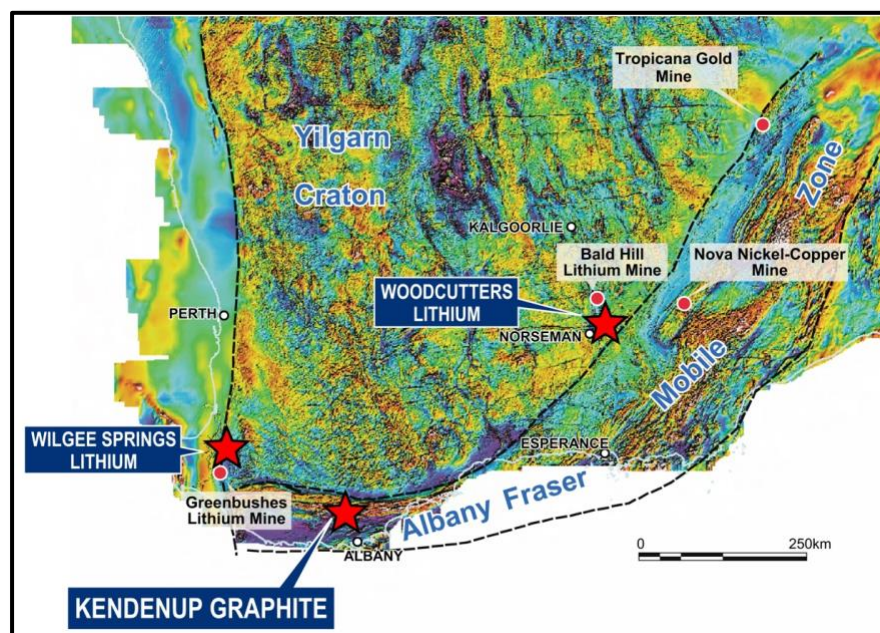 Tropicana Gold
Mine
Yilgarn
Craton
Zone
KALGOORLIE
Bald Hill
Lithium Mine
Nova Nickel-Copper
Mine
WOODCUTTERS
LITHIUM
PERTH
NORSEMAN
Mobile
WILGEE SPRINGS
LITHIUM
ESPERANCE
Greenbushes
Lithium Mine
Albany Fraser
ALBANY
0 250km
KENDENUP GRAPHITE